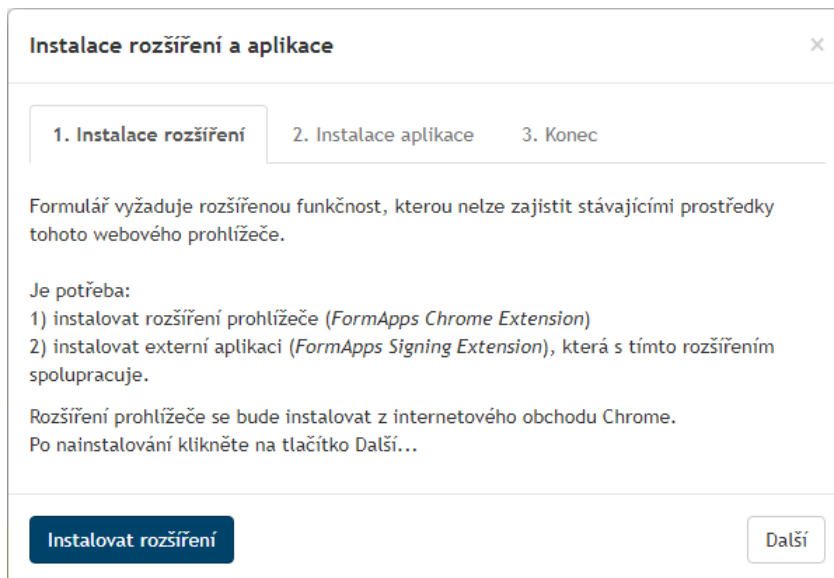 Instalace rozšíření a aplikace
×
1. Instalace rozšíření 2. Instalace aplikace 3. Konec
Formulář vyžaduje rozšířenou funkčnost, kterou nelze zajistit stávajícími prostředky
tohoto webového prohlížeče.
Je potřeba:
1) instalovat rozšíření prohlížeče (FormApps Chrome Extension)
2) instalovat externí aplikaci (FormApps Signing Extension), která s tímto rozšířením
spolupracuje.
Rozšíření prohlížeče se bude instalovat z internetového obchodu Chrome.
Po nainstalování klikněte na tlačítko Další...
Instalovat rozšíření Další